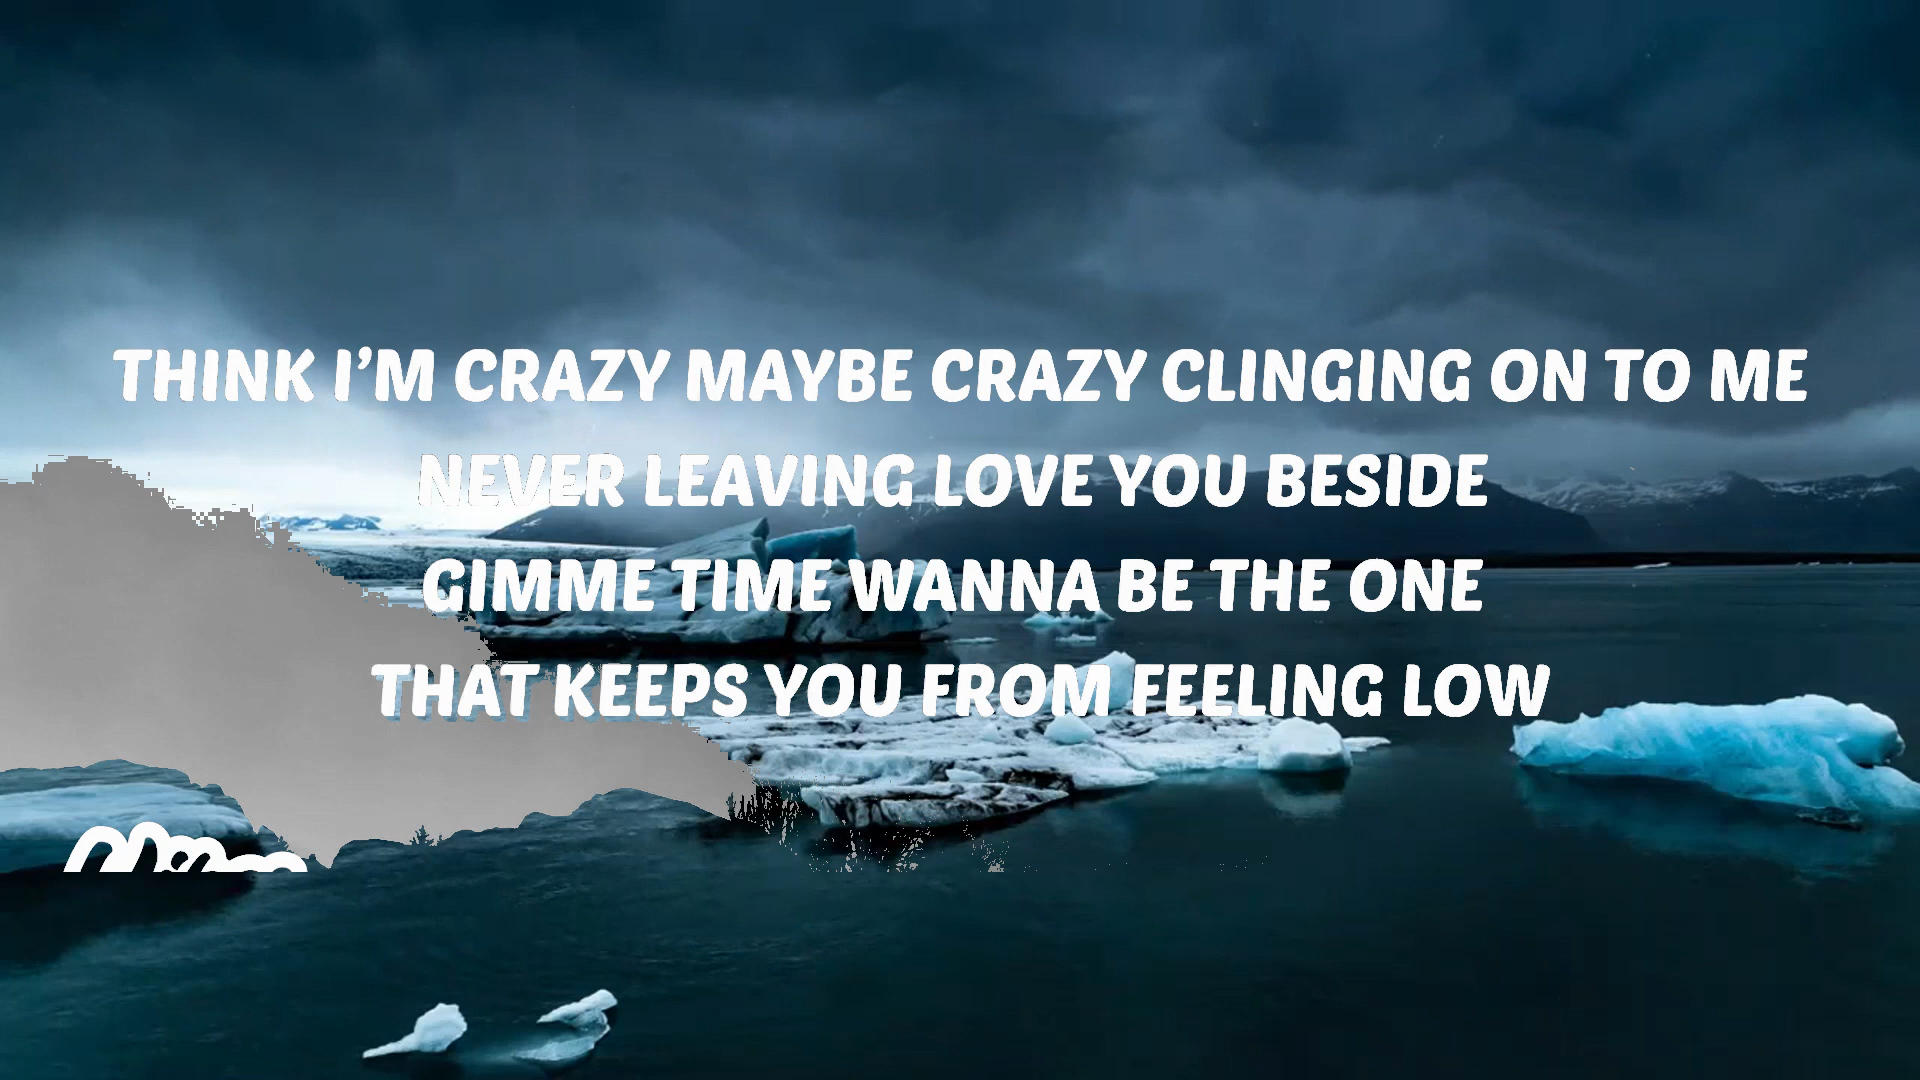 THINK I’M CRAZY MAYBE CRAZY CLINGING ON TO ME
NEVER LEAVING LOVE YOU BESIDE
GIMME TIME WANNA BE THE ONE
THAT KEEPS YOU FROM FEELING LOW